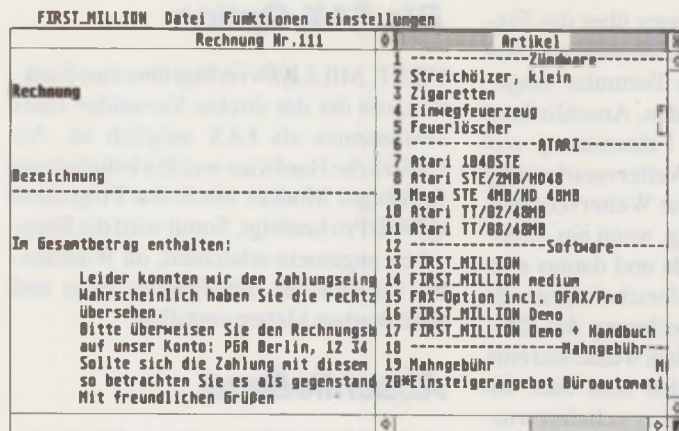 FIRST_MILLION Datei Funktionen Einstellungen
Rechnung Nr.111
Rechnung
Bezeichnung
Im Gesamtbetrag enthalten:
Leider konnten wir den Zahlungseing
Wahrscheinlich haben Sie die rechtz
übersehen.
Bitte überweisen Sie den Rechnungsb
auf unser Konto: PGA Berlin, 12 34
Sollte sich die Zahlung mit diesem
so betrachten Sie es als gegenstand
Mit freundlichen Grüßen
Artikel
1 ---------------Zündware
2 Streichhölzer, klein
3 Zigaretten
4 Einwegfeuerzeug
5 Feuerlöscher
6 ---------------ATARI---------
7 Atari 1040STE
8 Atari STE/2MB/HD48
9 Mega STE 4MB/HD 48MB
10 Atari TT/02/48MB
11 Atari TT/08/48MB
12 ---------------Software----
13 FIRST_MILLION
14 FIRST_MILLION medium
15 FAX-Option incl. QFAX/Pro
16 FIRST_MILLION Demo
17 FIRST_MILLION Demo + Handbuch
18 ---------------Mahngebühr--
19 Mahngebühr
20*Einsteigerangebot Büroautomati